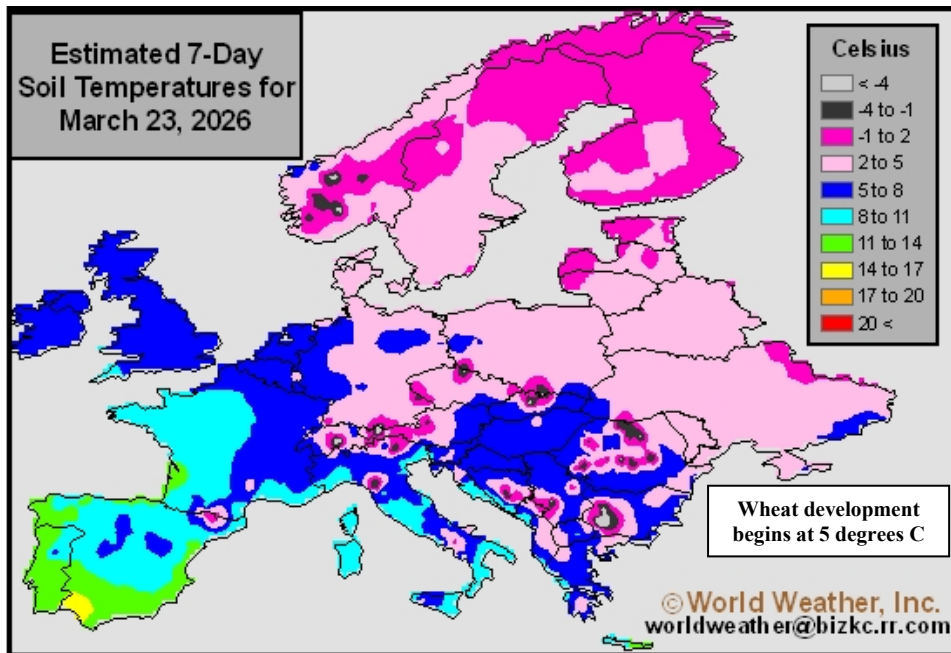 Estimated 7-Day
Soil Temperatures for
March 23, 2026
Celsius
< -4
-4 to -1
-1 to 2
2 to 5
5 to 8
8 to 11
11 to 14
14 to 17
17 to 20
20 <
Wheat development
begins at 5 degrees C
© World Weather, Inc.
worldweather@bizkc.rr.com